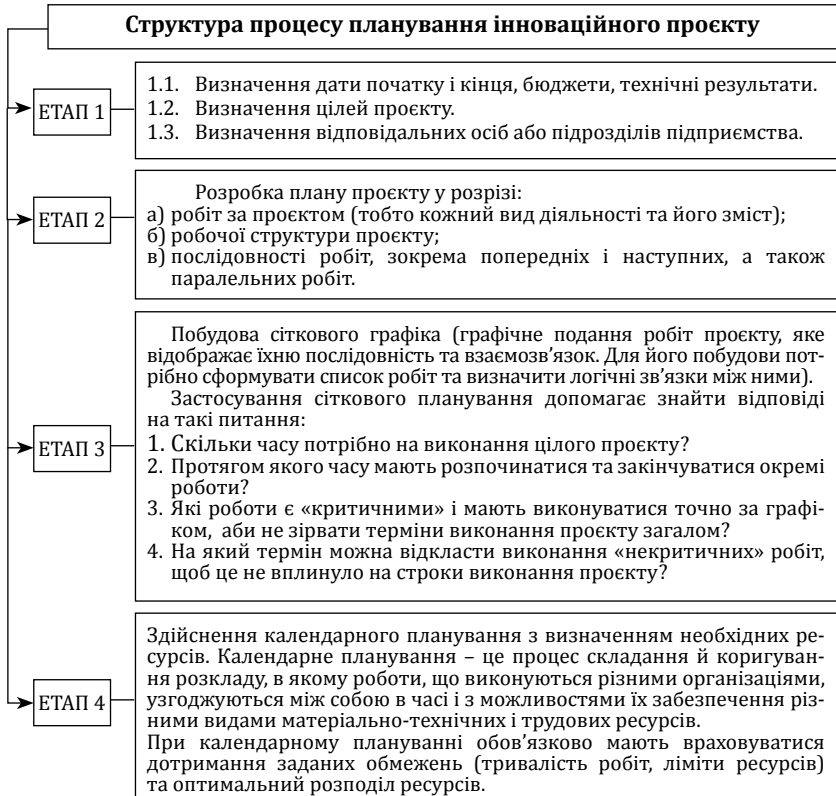 Структура процесу планування інноваційного проєкту
ЕТАП 1
1.1. Визначення дати початку і кінця, бюджети, технічні результати.
1.2. Визначення цілей проєкту.
1.3. Визначення відповідальних осіб або підрозділів підприємства.
ЕТАП 2
Розробка плану проєкту у розрізі:
а) робіт за проєктом (тобто кожний вид діяльності та його зміст);
б) робочої структури проєкту;
в) послідовності робіт, зокрема попередніх і наступних, а також
паралельних робіт.
ЕТАП 3
Побудова сіткового графіка (графічне подання робіт проєкту, яке
відображає їхню послідовність та взаємозв'язок. Для його побудови пот-
рібно сформувати список робіт та визначити логічні зв'язки між ними).
Застосування сіткового планування допомагає знайти відповіді
на такі питання:
1. Скільки часу потрібно на виконання цілого проєкту?
2. Протягом якого часу мають розпочинатися та закінчуватися окремі
роботи?
3. Які роботи є «критичними» і мають виконуватися точно за графі-
ком, аби не зірвати терміни виконання проєкту загалом?
4. На який термін можна відкласти виконання «некритичних» робіт,
щоб це не вплинуло на строки виконання проєкту?
ЕТАП 4
Здійснення календарного планування з визначенням необхідних ре-
сурсів. Календарне планування – це процес складання й коригуван-
ня розкладу, в якому роботи, що виконуються різними організаціями,
узгоджуються між собою в часі і з можливостями їх забезпечення різ-
ними видами матеріально-технічних і трудових ресурсів.
При календарному плануванні обов'язково мають враховуватися
дотримання заданих обмежень (тривалість робіт, ліміти ресурсів)
та оптимальний розподіл ресурсів.